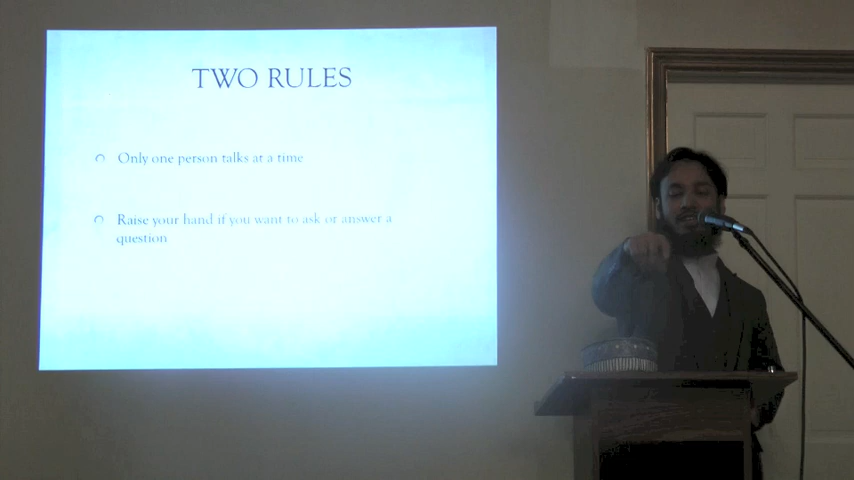 TWO RULES
Only one person talks at a time
Raise your hand if you want to ask or answer a
question